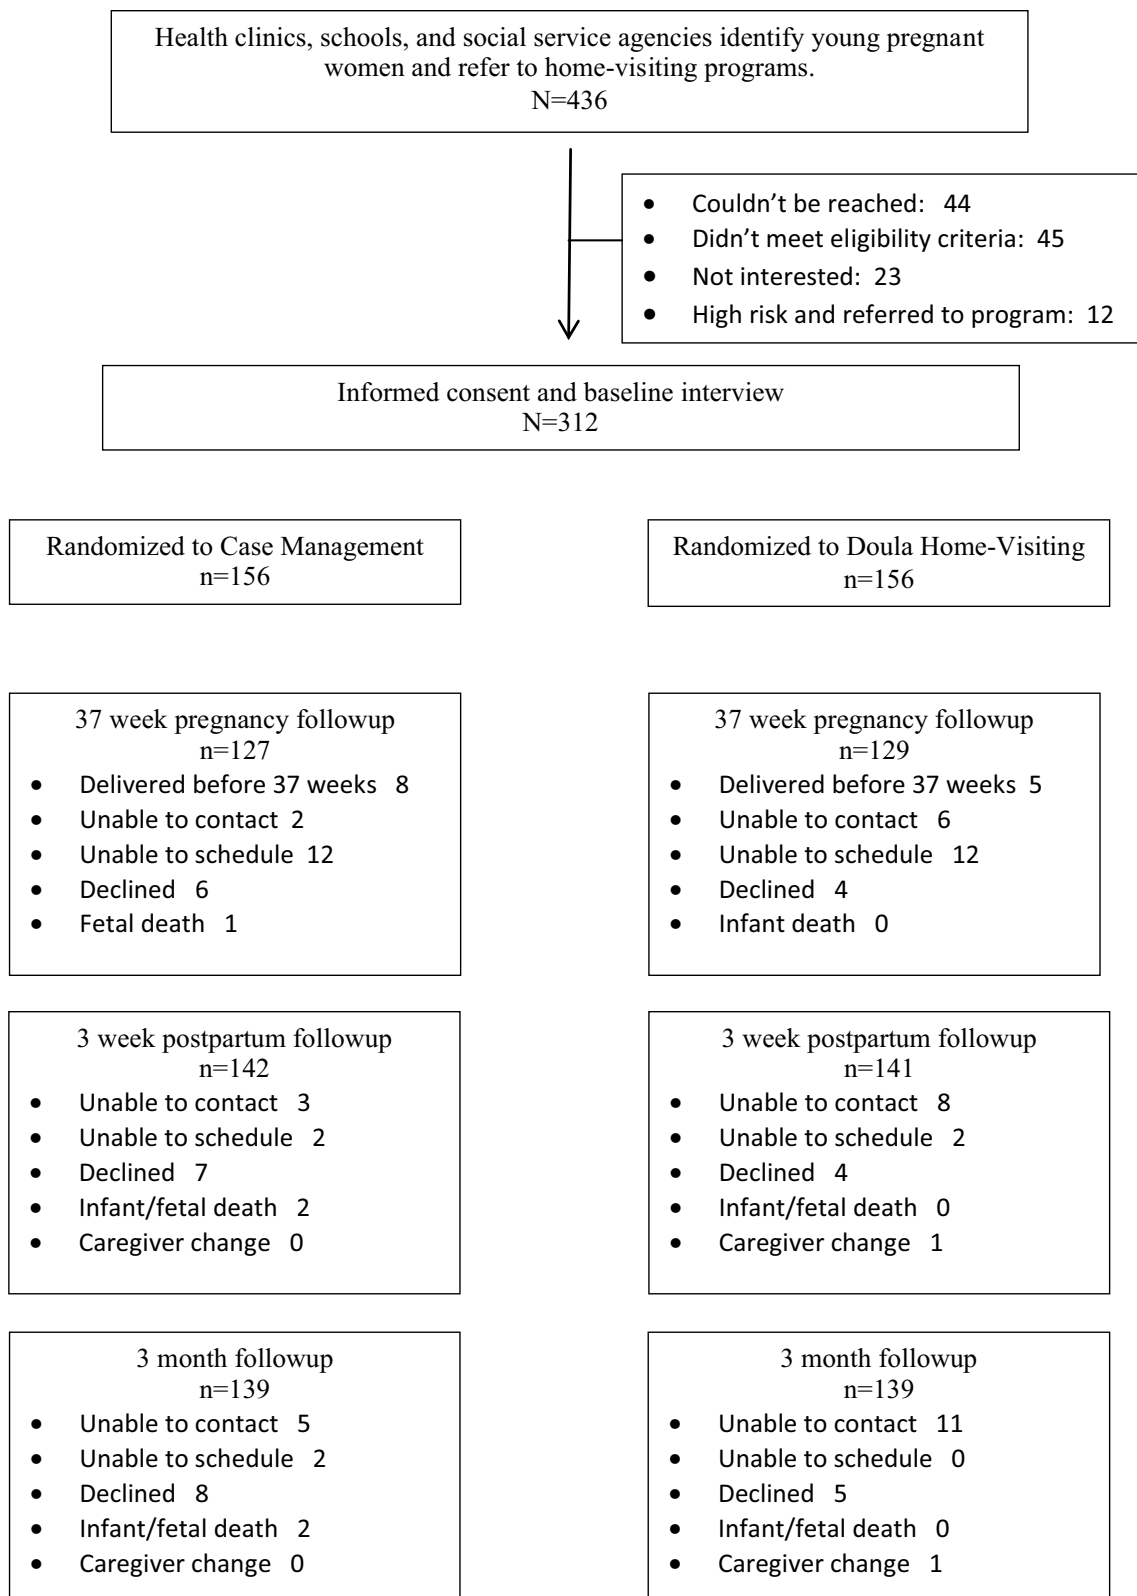 Health clinics, schools, and social service agencies identify young pregnant
women and refer to home-visiting programs.
N=436
• Couldn’t be reached: 44
• Didn’t meet eligibility criteria: 45
• Not interested: 23
• High risk and referred to program: 12
Informed consent and baseline interview
N=312
Randomized to Case Management
n=156
Randomized to Doula Home-Visiting
n=156
37 week pregnancy followup
n=127
• Delivered before 37 weeks 8
• Unable to contact 2
• Unable to schedule 12
• Declined 6
• Fetal death 1
37 week pregnancy followup
n=129
• Delivered before 37 weeks 5
• Unable to contact 6
• Unable to schedule 12
• Declined 4
• Infant death 0
3 week postpartum followup
n=142
• Unable to contact 3
• Unable to schedule 2
• Declined 7
• Infant/fetal death 2
• Caregiver change 0
3 week postpartum followup
n=141
• Unable to contact 8
• Unable to schedule 2
• Declined 4
• Infant/fetal death 0
• Caregiver change 1
3 month followup
n=139
• Unable to contact 5
• Unable to schedule 2
• Declined 8
• Infant/fetal death 2
• Caregiver change 0
3 month followup
n=139
• Unable to contact 11
• Unable to schedule 0
• Declined 5
• Infant/fetal death 0
• Caregiver change 1